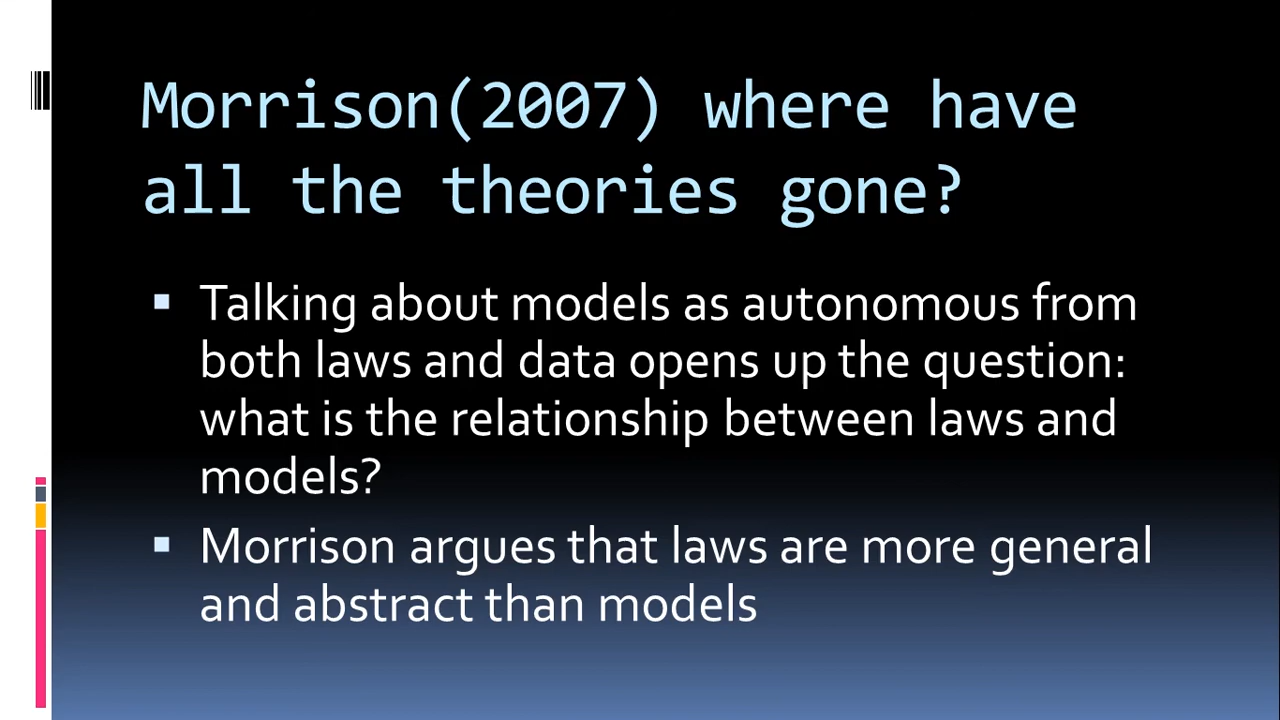 Morrison(2007) where have
all the theories gone?
▪ Talking about models as autonomous from
both laws and data opens up the question:
what is the relationship between laws and
models?
▪ Morrison argues that laws are more general
and abstract than models